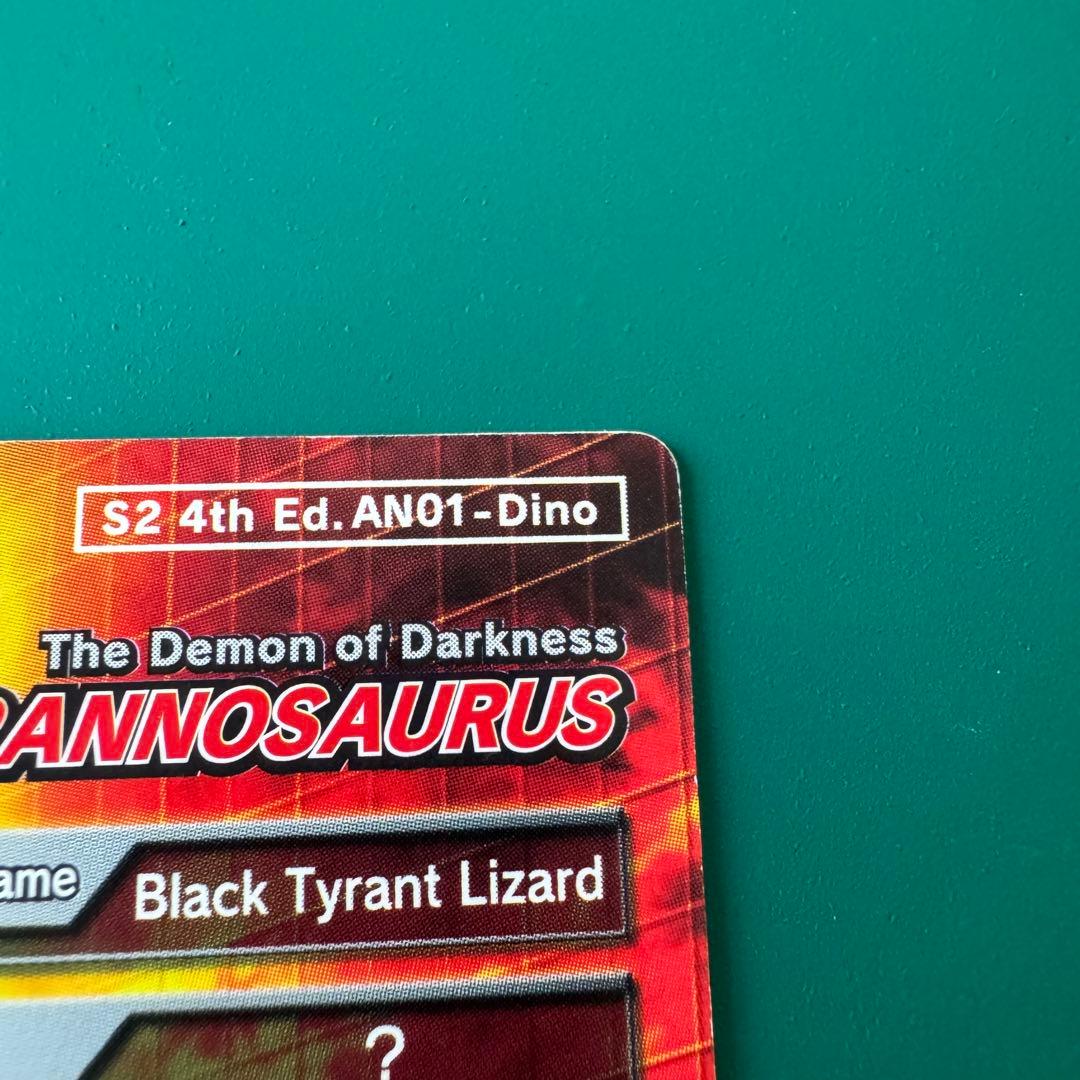 S2 4th Ed. AN01-Dino
The Demon of Darkness
RANNOSAURUS
ame
Black Tyrant Lizard
?